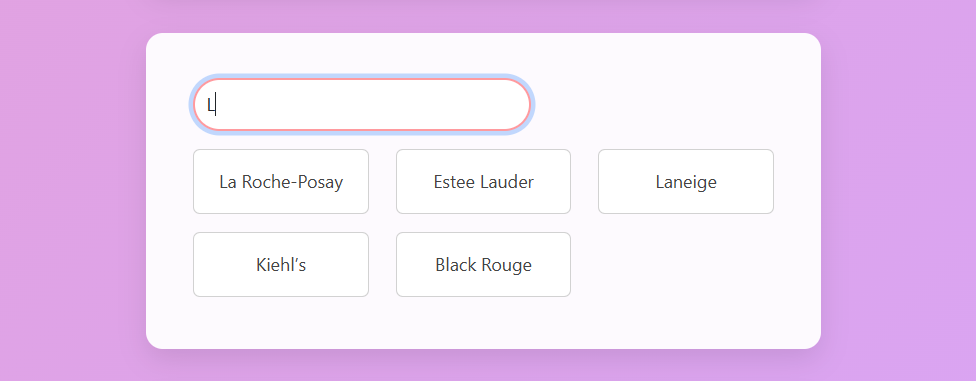 L
La Roche-Posay
Estee Lauder
Laneige
Kiehl’s
Black Rouge